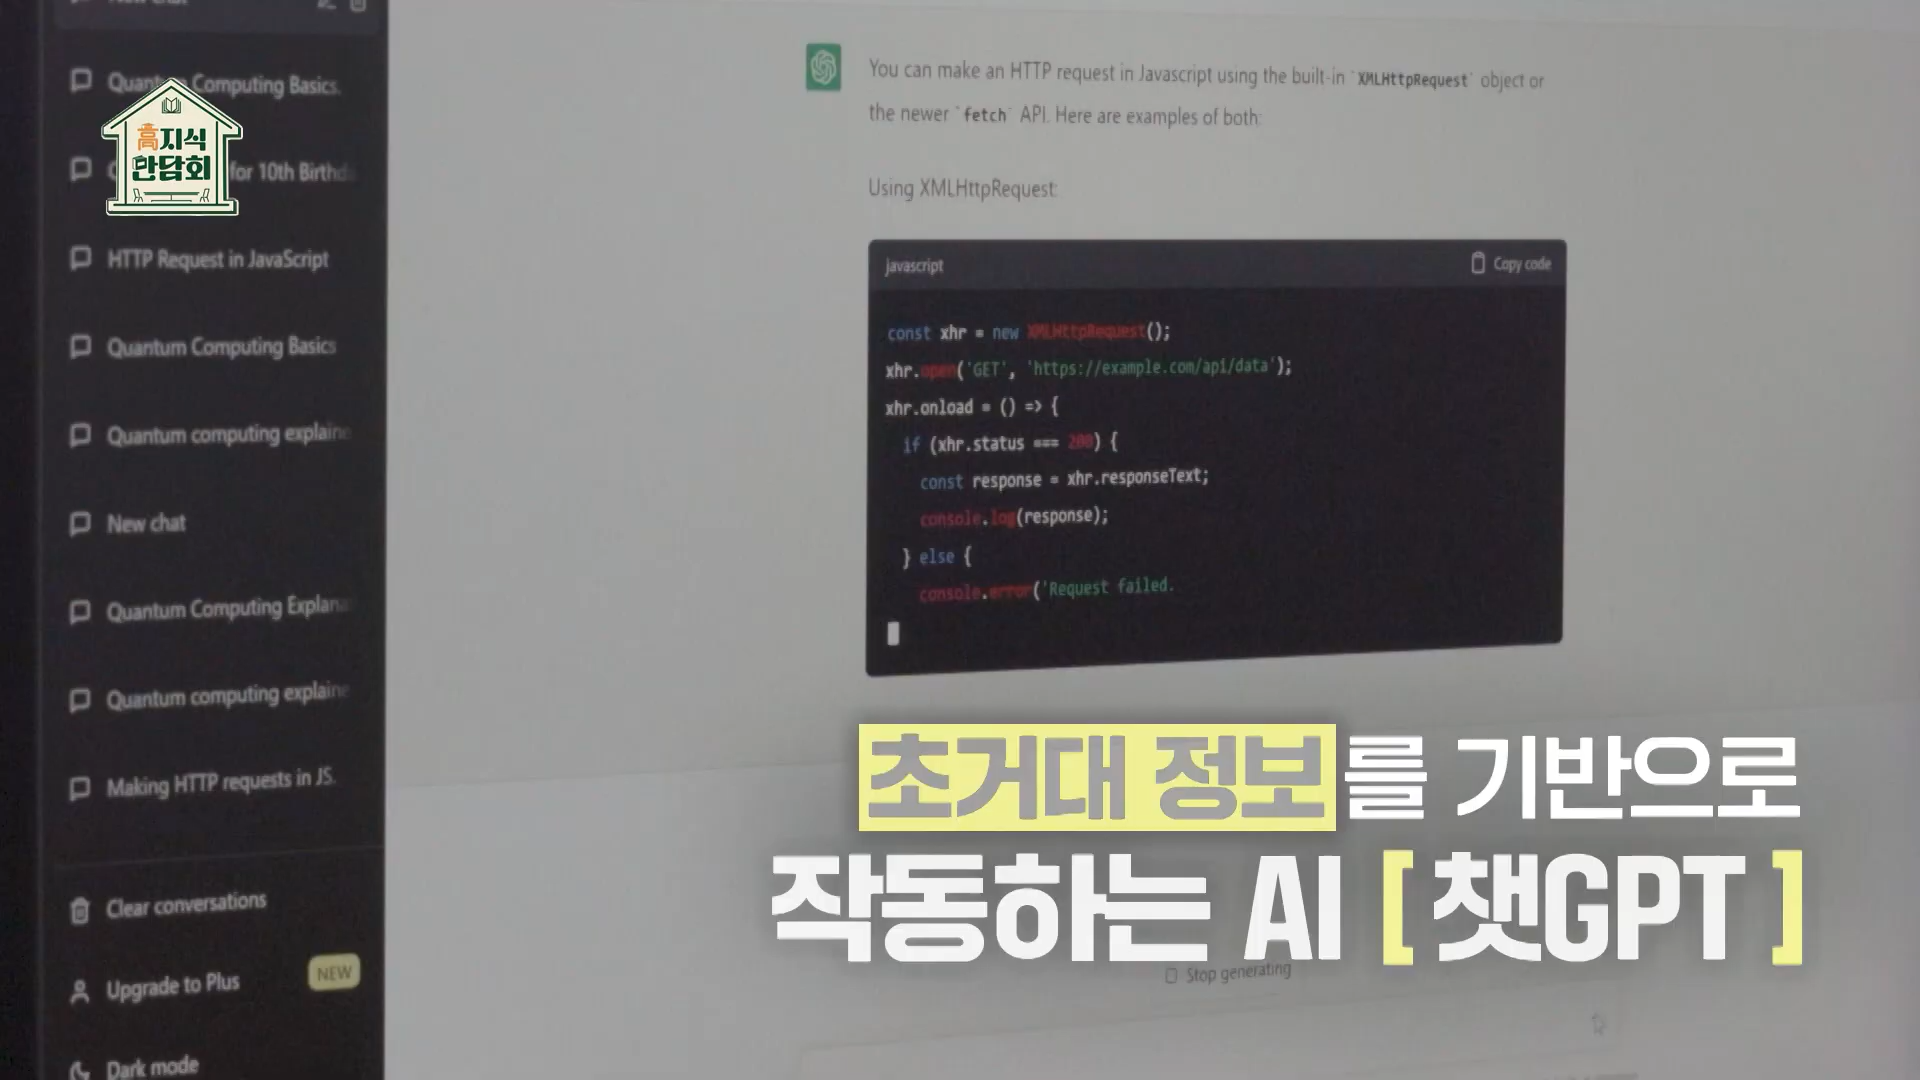 New chat
Quantum Computing Basics.
for 10th Birthda
HTTP Request in JavaScript
Quantum Computing Basics
Quantum computing explaine
New chat
Quantum Computing Explana
Quantum computing explaine
Making HTTP requests in JS.
Clear conversations
Upgrade to Plus NEW
Dark mode
高지식
만담회
You can make an HTTP request in Javascript using the built-in `XMLHttpRequest` object or
the newer `fetch` API. Here are examples of both:
Using XMLHttpRequest:
javascript Copy code
const xhr = new XMLHttpRequest();
xhr.open('GET', 'https://example.com/api/data');
xhr.onload = () => {
if (xhr.status === 200) {
const response = xhr.responseText;
console.log(response);
} else {
console.error('Request failed.
초거대 정보를 기반으로
작동하는 AI [ 챗GPT ]
Stop generating